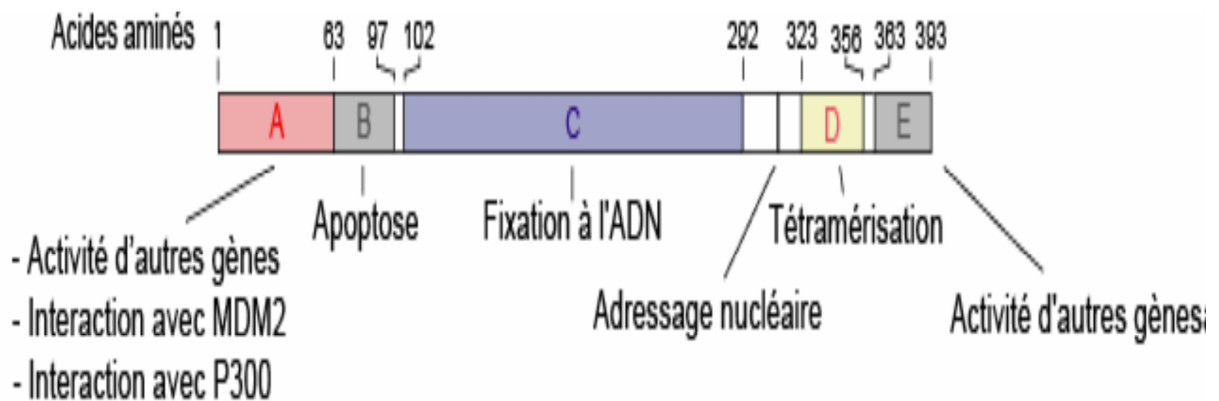 Acides aminés 1 63 97 102 292 323 356 363 393
A B C D E
Apoptose
Fixation à l'ADN
Tétramérisation
- Activité d'autres gènes
- Interaction avec MDM2
- Interaction avec P300
Adressage nucléaire
Activité d'autres gènesa